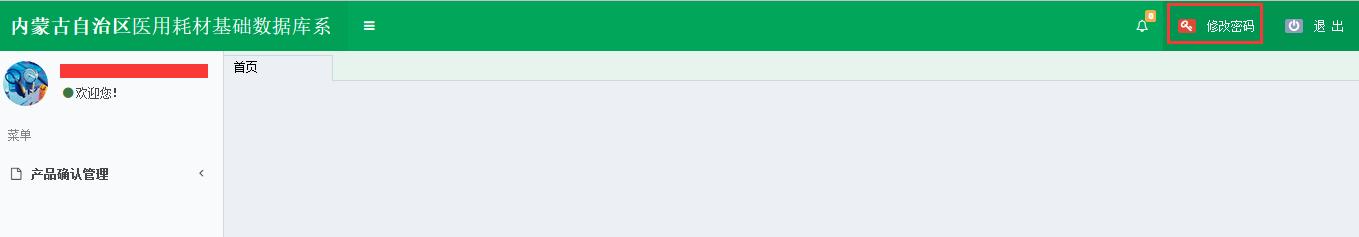 内蒙古自治区医用耗材基础数据库系
0
修改密码
退 出
首页
欢迎您!
菜单
产品确认管理